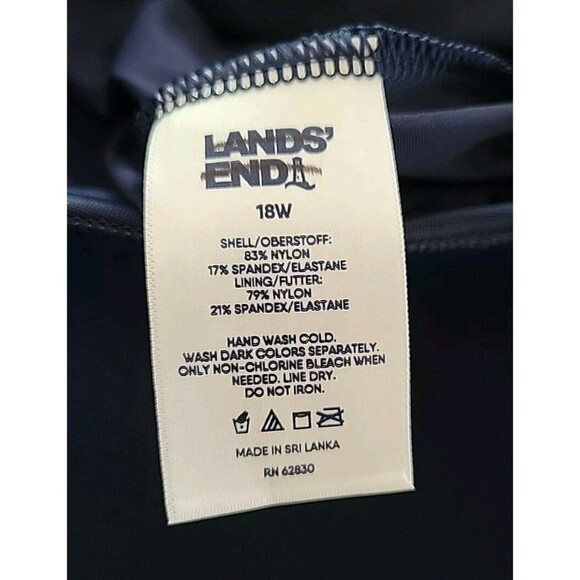 LANDS'
END
18W
SHELL/OBERSTOFF:
83% NYLON
17% SPANDEX/ELASTANE
LINING/FUTTER:
79% NYLON
21% SPANDEX/ELASTANE
HAND WASH COLD.
WASH DARK COLORS SEPARATELY.
ONLY NON-CHLORINE BLEACH WHEN
NEEDED. LINE DRY.
DO NOT IRON.
MADE IN SRI LANKA
RN 62830